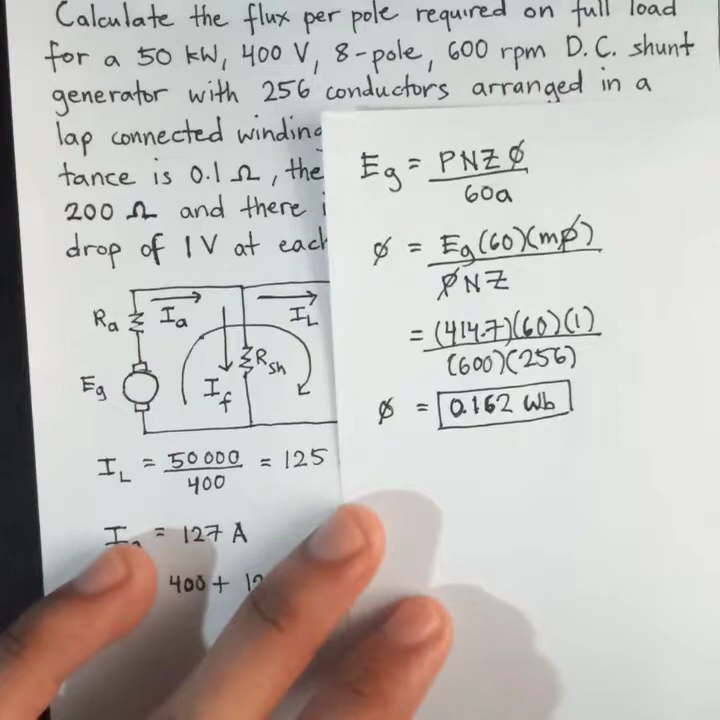 Calculate the flux per pole required on full load
for a 50 kW, 400 V, 8-pole, 600 rpm D.C. shunt
generator with 256 conductors arranged in a
lap connected winding
tance is 0.1 Ω, the
200 Ω and there
drop of 1V at each
Ra Ia IL
Eg If Rsh
IL = 50 000 / 400 = 125
= 127 A
400 +
Eg = PNZØ / 60a
Ø = Eg(60)(mP) / PNZ
= (414.7)(60)(1) / (600)(256)
Ø = 0.162 Wb